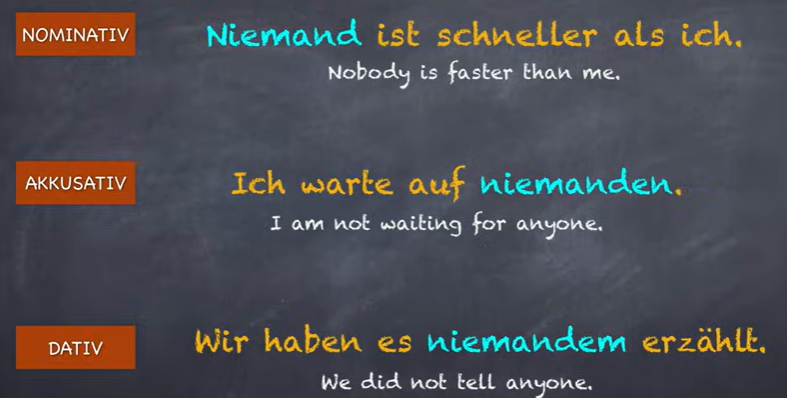 NOMINATIV
Niemand ist schneller als ich.
Nobody is faster than me.
AKKUSATIV
Ich warte auf niemanden.
I am not waiting for anyone.
DATIV
Wir haben es niemandem erzählt.
We did not tell anyone.